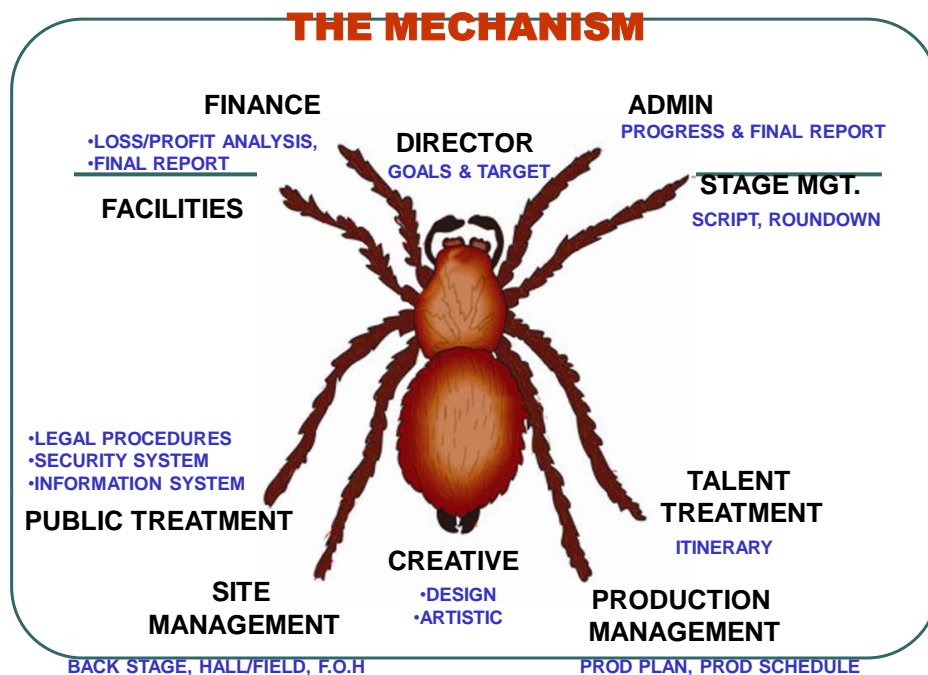 THE MECHANISM
FINANCE
•LOSS/PROFIT ANALYSIS,
•FINAL REPORT
DIRECTOR
GOALS & TARGET
ADMIN
PROGRESS & FINAL REPORT
FACILITIES
STAGE MGT.
SCRIPT, ROUNDOWN
•LEGAL PROCEDURES
•SECURITY SYSTEM
•INFORMATION SYSTEM
PUBLIC TREATMENT
TALENT
TREATMENT
ITINERARY
SITE
MANAGEMENT
BACK STAGE, HALL/FIELD, F.O.H
CREATIVE
•DESIGN
•ARTISTIC
PRODUCTION
MANAGEMENT
PROD PLAN, PROD SCHEDULE